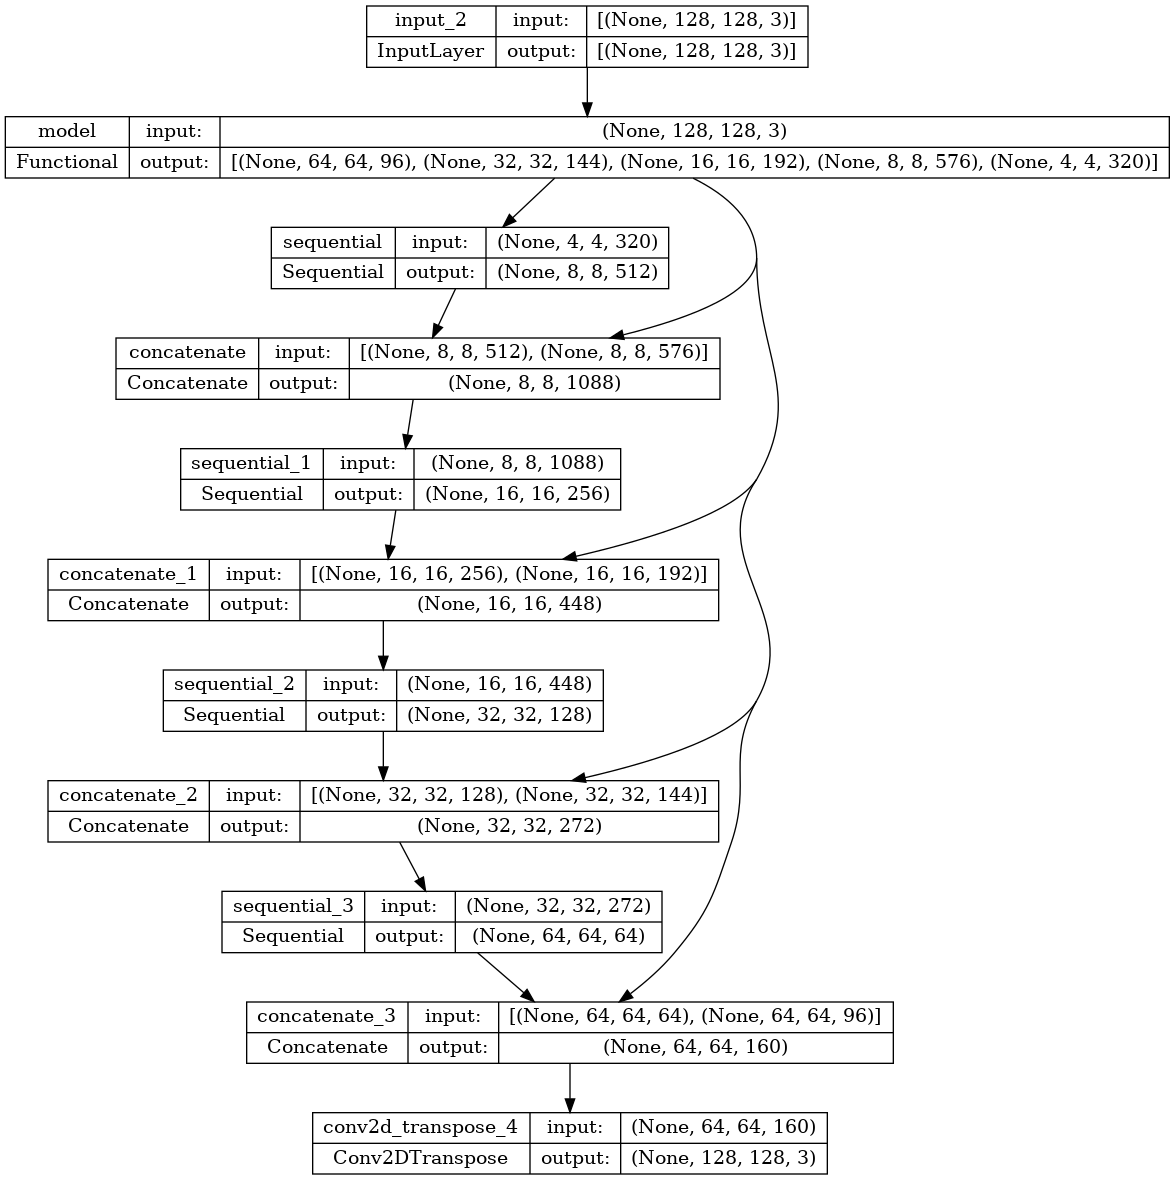 input_2 input: [(None, 128, 128, 3)]
InputLayer output: [(None, 128, 128, 3)]
model input: (None, 128, 128, 3)
Functional output: [(None, 64, 64, 96), (None, 32, 32, 144), (None, 16, 16, 192), (None, 8, 8, 576), (None, 4, 4, 320)]
sequential input: (None, 4, 4, 320)
Sequential output: (None, 8, 8, 512)
concatenate input: [(None, 8, 8, 512), (None, 8, 8, 576)]
Concatenate output: (None, 8, 8, 1088)
sequential_1 input: (None, 8, 8, 1088)
Sequential output: (None, 16, 16, 256)
concatenate_1 input: [(None, 16, 16, 256), (None, 16, 16, 192)]
Concatenate output: (None, 16, 16, 448)
sequential_2 input: (None, 16, 16, 448)
Sequential output: (None, 32, 32, 128)
concatenate_2 input: [(None, 32, 32, 128), (None, 32, 32, 144)]
Concatenate output: (None, 32, 32, 272)
sequential_3 input: (None, 32, 32, 272)
Sequential output: (None, 64, 64, 64)
concatenate_3 input: [(None, 64, 64, 64), (None, 64, 64, 96)]
Concatenate output: (None, 64, 64, 160)
conv2d_transpose_4 input: (None, 64, 64, 160)
Conv2DTranspose output: (None, 128, 128, 3)